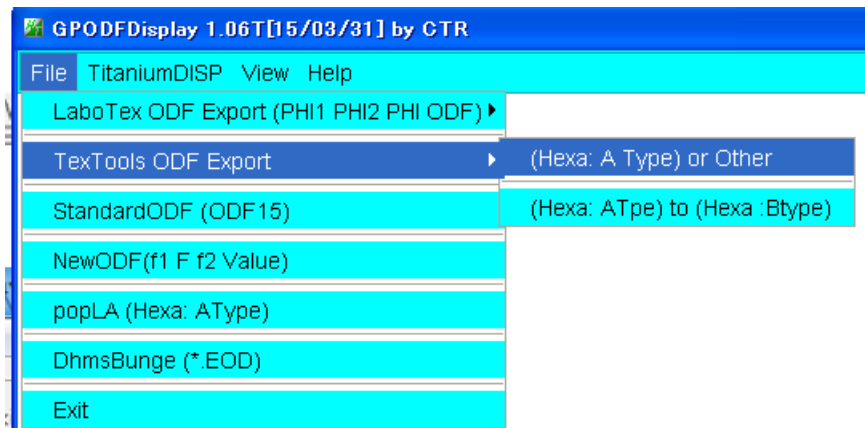 GPODFDisplay 1.06T[15/03/31] by CTR
File TitaniumDISP View Help
LaboTex ODF Export (PHI1 PHI2 PHI ODF)
TexTools ODF Export
(Hexa: A Type) or Other
StandardODF (ODF15)
(Hexa: ATpe) to (Hexa :Btype)
NewODF(f1 F f2 Value)
popLA (Hexa: AType)
DhmsBunge (*.EOD)
Exit